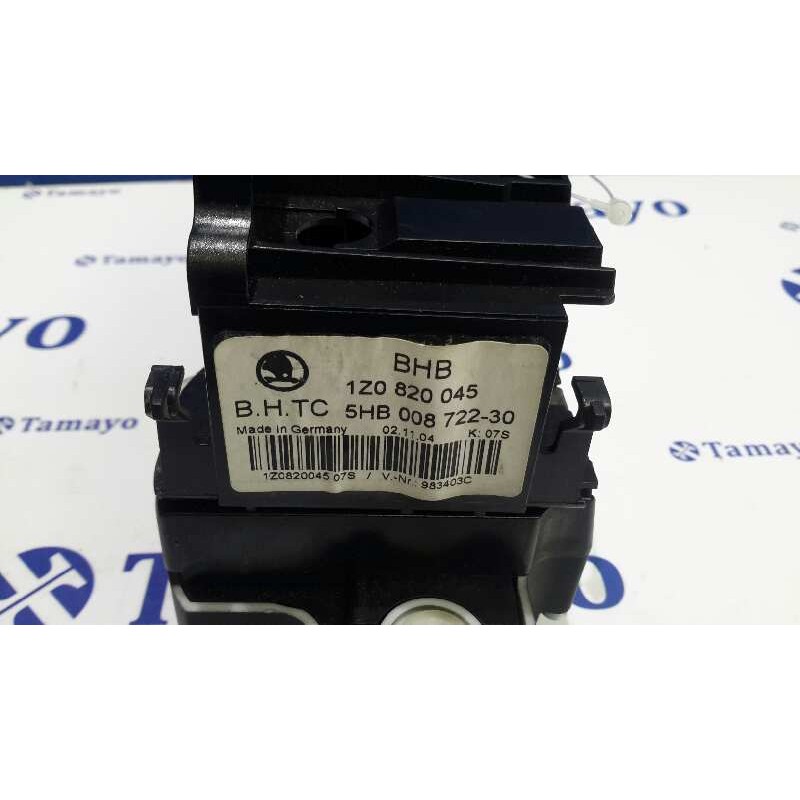 BHB
1Z0 820 045
B.H.TC 5HB 008 722-30
Made in Germany 02.11.04 K: 07S
1Z0820045 07S / V.-Nr.: 983403C
Tamayo
Tamayo
Tamayo